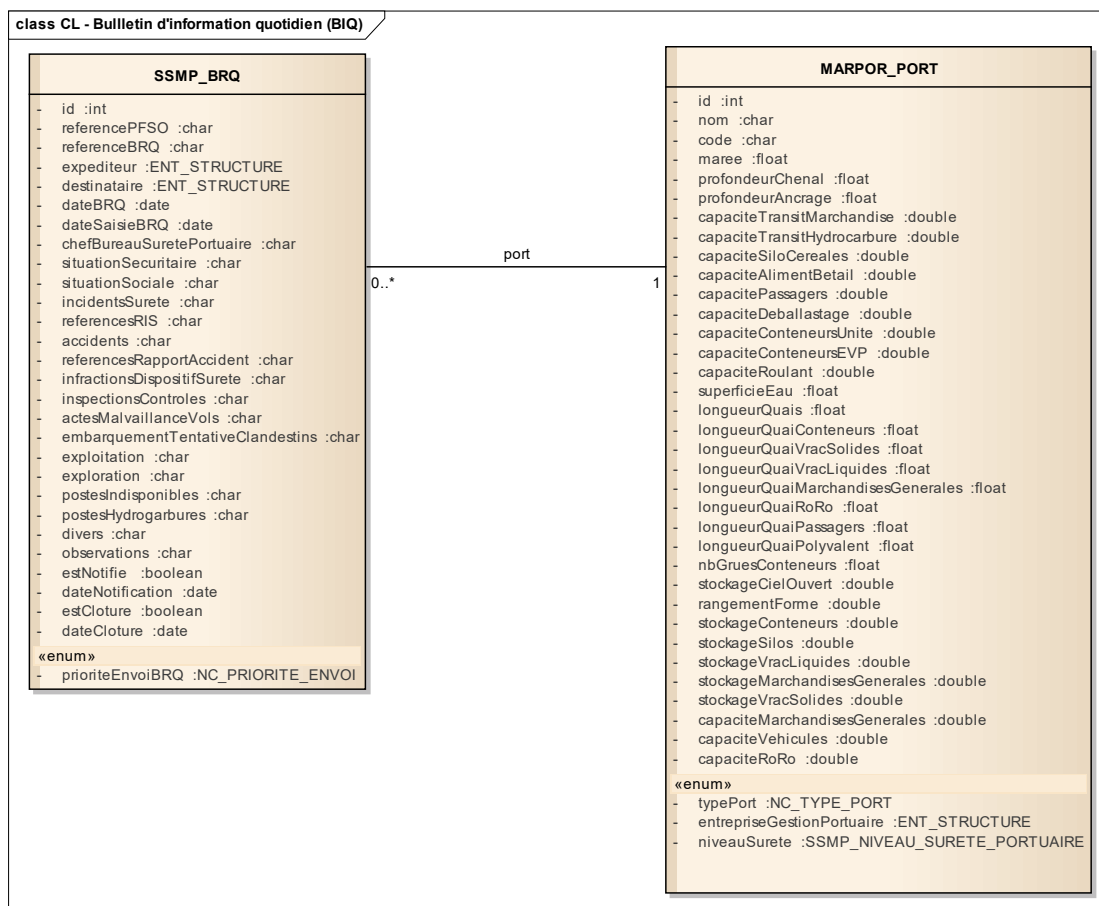 class CL - Bulletin d'information quotidien (BIQ)
SSMP_BRQ
- id :int
- referencePFSO :char
- referenceBRQ :char
- expediteur :ENT_STRUCTURE
- destinataire :ENT_STRUCTURE
- dateBRQ :date
- dateSaisieBRQ :date
- chefBureauSuretePortuaire :char
- situationSecuritaire :char
- situationSociale :char
- incidentsSurete :char
- referencesRIS :char
- accidents :char
- referencesRapportAccident :char
- infractionsDispositifSurete :char
- inspectionsControles :char
- actesMalvaillanceVols :char
- embarquementTentativeClandestins :char
- exploitation :char
- exploration :char
- postesIndisponibles :char
- postesHydrogarbures :char
- divers :char
- observations :char
- estNotifie :boolean
- dateNotification :date
- estCloture :boolean
- dateCloture :date
«enum»
- prioriteEnvoiBRQ :NC_PRIORITE_ENVOI
port
0..*
1
MARPOR_PORT
- id :int
- nom :char
- code :char
- maree :float
- profondeurChenal :float
- profondeurAncrage :float
- capaciteTransitMarchandise :double
- capaciteTransitHydrocarbure :double
- capaciteSiloCereales :double
- capaciteAlimentBetail :double
- capacitePassagers :double
- capaciteDeballastage :double
- capaciteConteneursUnite :double
- capaciteConteneursEVP :double
- capaciteRoulant :double
- superficieEau :float
- longueurQuais :float
- longueurQuaiConteneurs :float
- longueurQuaiVracSolides :float
- longueurQuaiVracLiquides :float
- longueurQuaiMarchandisesGenerales :float
- longueurQuaiRoRo :float
- longueurQuaiPassagers :float
- longueurQuaiPolyvalent :float
- nbGruesConteneurs :float
- stockageCielOuvert :double
- rangementForme :double
- stockageConteneurs :double
- stockageSilos :double
- stockageVracLiquides :double
- stockageMarchandisesGenerales :double
- stockageVracSolides :double
- capaciteMarchandisesGenerales :double
- capaciteVehicules :double
- capaciteRoRo :double
«enum»
- typePort :NC_TYPE_PORT
- entrepriseGestionPortuaire :ENT_STRUCTURE
- niveauSurete :SSMP_NIVEAU_SURETE_PORTUAIRE